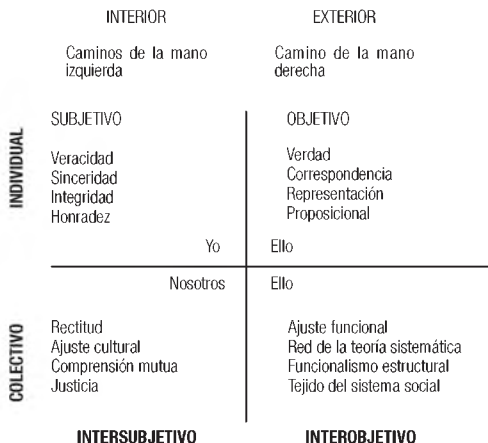 INTERIOR
EXTERIOR
Caminos de la mano
izquierda
Camino de la mano
derecha
INDIVIDUAL
SUBJETIVO
Veracidad
Sinceridad
Integridad
Honradez
Yo
OBJETIVO
Verdad
Correspondencia
Representación
Proposicional
Ello
COLECTIVO
Nosotros
Rectitud
Ajuste cultural
Comprensión mutua
Justicia
INTERSUBJETIVO
Ello
Ajuste funcional
Red de la teoría sistemática
Funcionalismo estructural
Tejido del sistema social
INTEROBJETIVO